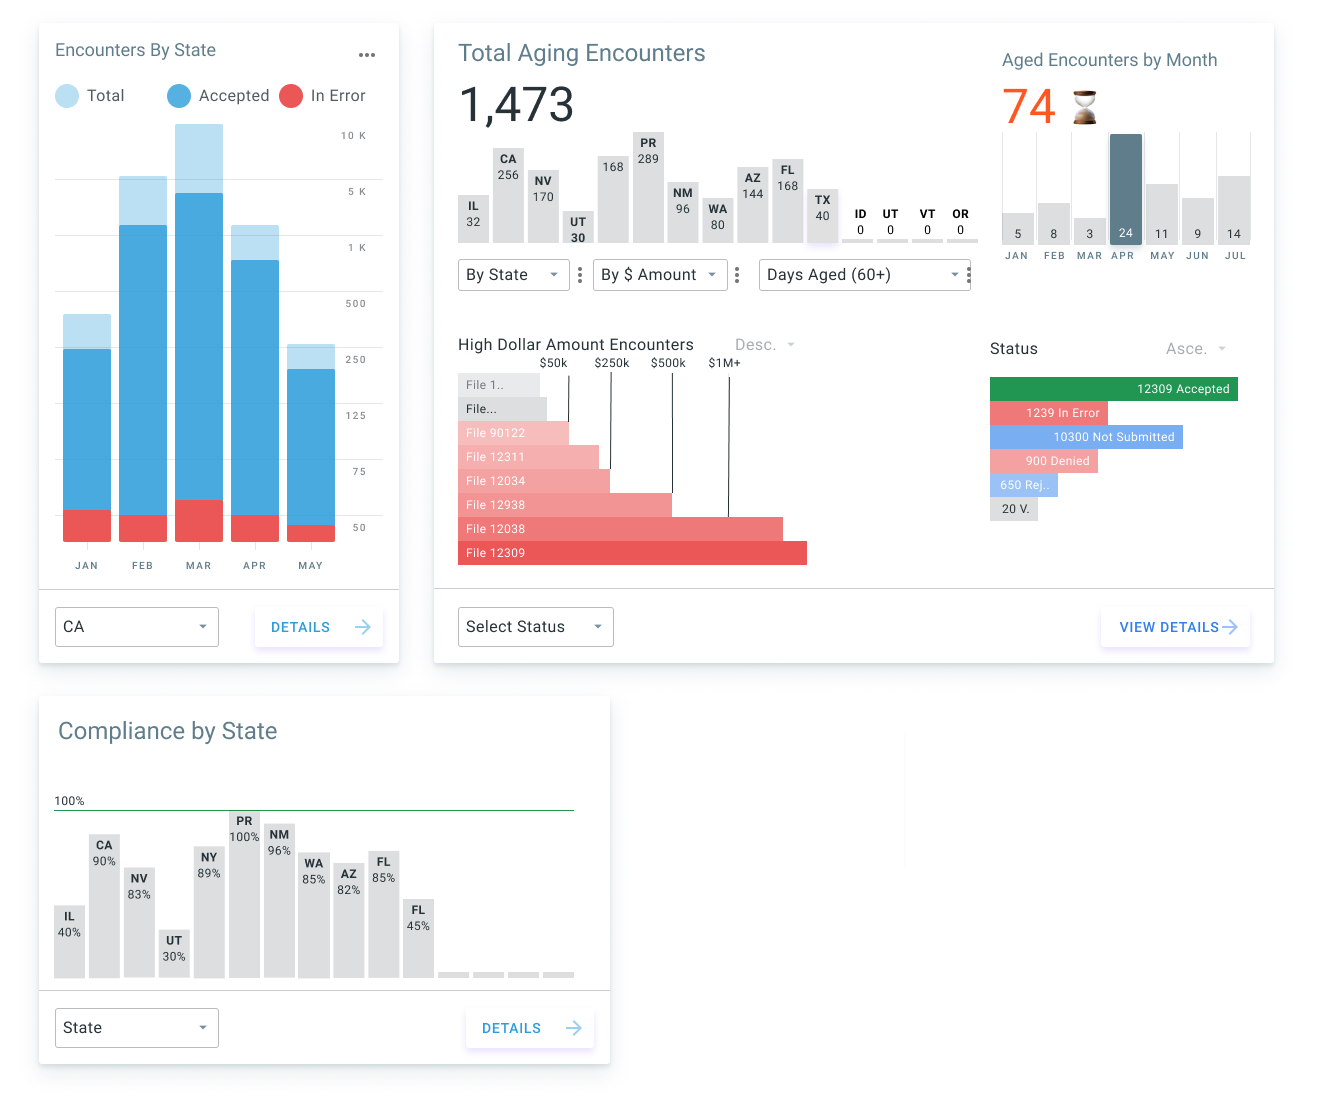 Encounters By State
Total
Accepted
In Error
10 K
5 K
1 K
500
250
125
75
50
JAN
FEB
MAR
APR
MAY
CA
DETAILS
Total Aging Encounters
1,473
IL
32
CA
256
NV
170
UT
30
168
PR
289
NM
96
WA
80
AZ
144
FL
168
TX
40
ID
0
UT
0
VT
0
OR
0
By State
By $ Amount
Days Aged (60+)
Aged Encounters by Month
74
5
8
3
24
11
9
14
JAN
FEB
MAR
APR
MAY
JUN
JUL
High Dollar Amount Encounters
Desc.
$50k
$250k
$500k
$1M+
File 1..
File...
File 90122
File 12311
File 12034
File 12938
File 12038
File 12309
Status
Asce.
12309 Accepted
1239 In Error
10300 Not Submitted
900 Denied
650 Rej..
20 V.
Select Status
VIEW DETAILS
Compliance by State
100%
IL
40%
CA
90%
NV
83%
UT
30%
NY
89%
PR
100%
NM
96%
WA
85%
AZ
82%
FL
85%
FL
45%
State
DETAILS